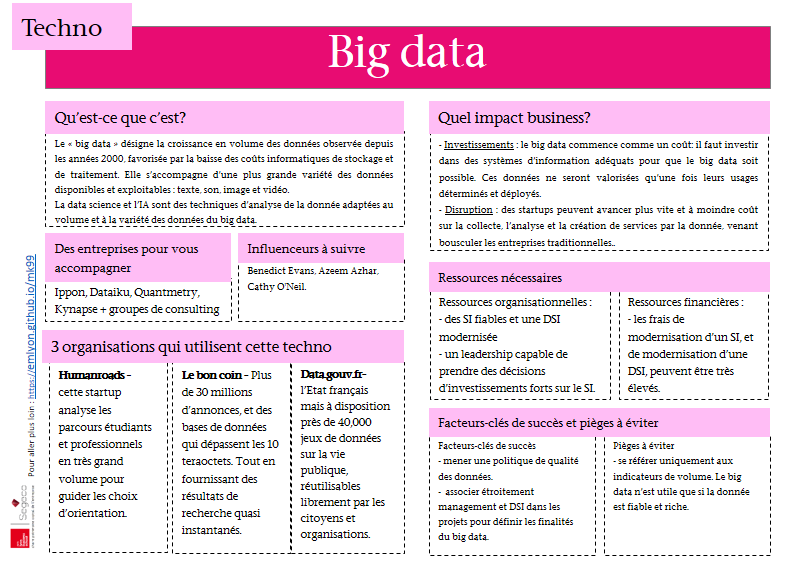 Techno
Big data
Qu'est-ce que c'est?
Le « big data » désigne la croissance en volume des données observée depuis
les années 2000, favorisée par la baisse des coûts informatiques de stockage et
de traitement. Elle s'accompagne d'une plus grande variété des données
disponibles et exploitables : texte, son, image et vidéo.
La data science et l'IA sont des techniques d'analyse de la donnée adaptées au
volume et à la variété des données du big data.
Des entreprises pour vous
accompagner
Ippon, Dataiku, Quantmetry,
Kynapse + groupes de consulting
Influenceurs à suivre
Benedict Evans, Azeem Azhar,
Cathy O'Neil.
3 organisations qui utilisent cette techno
Humanroads -
cette startup
analyse les
parcours étudiants
et professionnels
en très grand
volume pour
guider les choix
d'orientation.
Le bon coin - Plus
de 30 millions
d'annonces, et des
bases de données
qui dépassent les 10
teraoctets. Tout en
fournissant des
résultats de
recherche quasi
instantanés.
Data.gouv.fr-
l'Etat français
mais à disposition
près de 40,000
jeux de données
sur la vie
publique,
réutilisables
librement par les
citoyens et
organisations.
Quel impact business?
- Investissements : le big data commence comme un coût: il faut investir
dans des systèmes d'information adéquats pour que le big data soit
possible. Ces données ne seront valorisées qu'une fois leurs usages
déterminés et déployés.
- Disruption : des startups peuvent avancer plus vite et à moindre coût
sur la collecte, l'analyse et la création de services par la donnée, venant
bousculer les entreprises traditionnelles..
Ressources nécessaires
Ressources organisationnelles :
- des SI fiables et une DSI
modernisée
- un leadership capable de
prendre des décisions
d'investissements forts sur le SI.
Ressources financières :
- les frais de
modernisation d'un SI, et
de modernisation d'une
DSI, peuvent être très
élevés.
Facteurs-clés de succès et pièges à éviter
Facteurs-clés de succès
- mener une politique de qualité
des données.
- associer étroitement
management et DSI dans les
projets pour définir les finalités
du big data.
Pièges à éviter
- se référer uniquement aux
indicateurs de volume. Le big
data n'est utile que si la donnée
est fiable et riche.
Pour aller plus loin : https://emlyon.github.io/mk99
Segeco